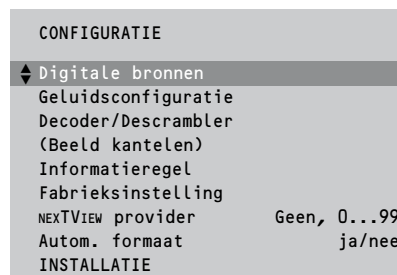 CONFIGURATIE
Digitale bronnen
Geluidsconfiguratie
Decoder/Descrambler
(Beeld kantelen)
Informatieregel
Fabrieksinstelling
NEXTVIEW provider Geen, 0...99
Autom. formaat ja/nee
INSTALLATIE